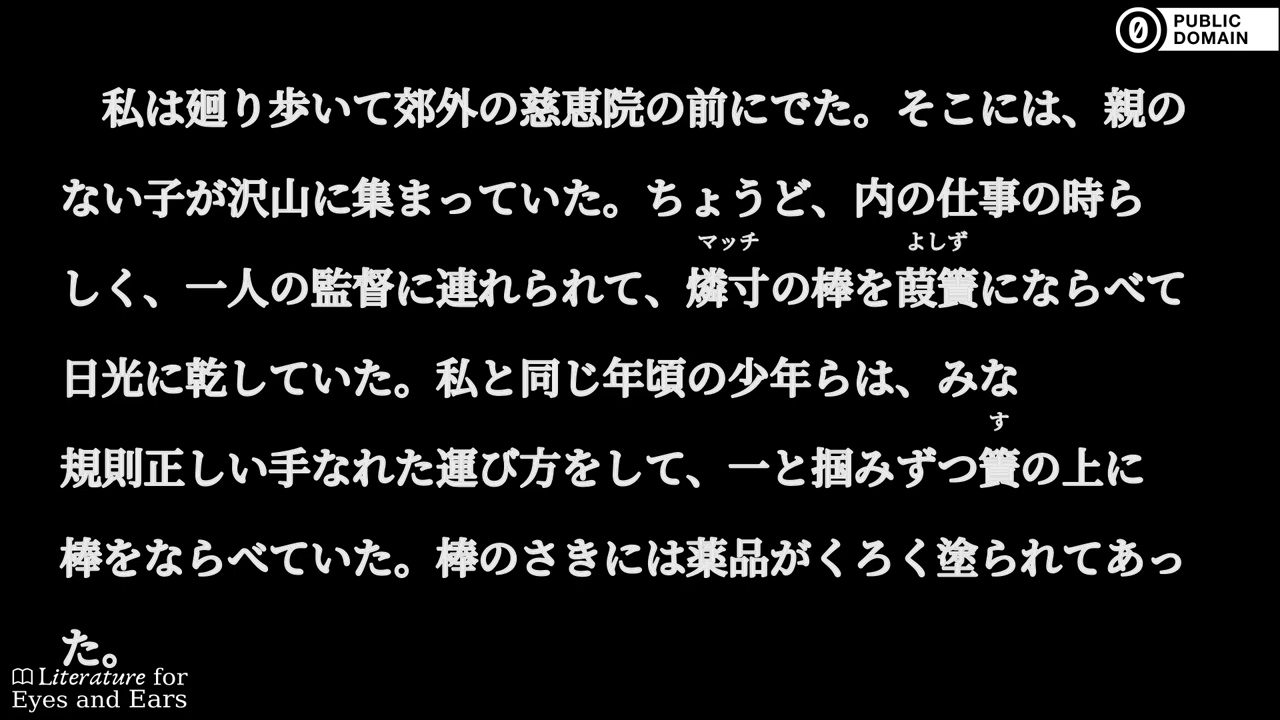 PUBLIC
DOMAIN
私は廻り歩いて郊外の慈恵院の前にでた。そこには、親の
ない子が沢山に集まっていた。ちょうど、内の仕事の時ら
マッチ よしず
しく、一人の監督に連れられて、燐寸の棒を葭簀にならべて
日光に乾していた。私と同じ年頃の少年らは、みな
す
規則正しい手なれた運び方をして、一と掴みずつ簀の上に
棒をならべていた。棒のさきには薬品がくろく塗られてあっ
た。
Literature for
Eyes and Ears